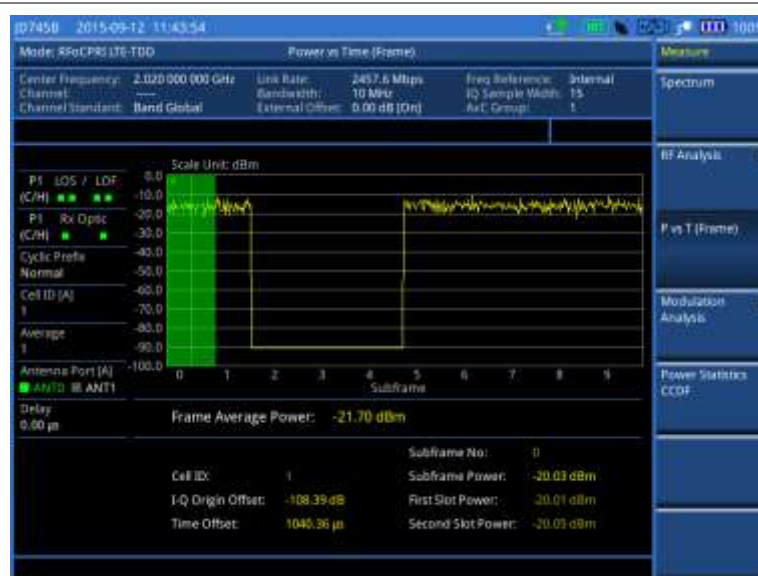 JD745B 2015-09-12 11:43:54
INT
100%
Mode: RFoCPRI LTE-TDD
Power vs Time (Frame)
Measure
Center Frequency: 2.020 000 000 GHz
Link Rate: 2457.6 Mbps
Freq Reference: Internal
Channel: ----
Bandwidth: 10 MHz
IQ Sample Width: 15
Channel Standard: Band Global
External Offset: 0.00 dB [On]
AxC Group: 1
Spectrum
RF Analysis
P vs T (Frame)
Modulation
Analysis
Power Statistics
CCDF
Scale Unit: dBm
P1 LOS / LOF
(C/H)
P1 Rx Optic
(C/H)
Cyclic Prefix
Normal
Cell ID [A]
1
Average
1
Antenna Port [A]
ANT0 ANT1
Delay
0.00 μs
0.0
-10.0
-20.0
-30.0
-40.0
-50.0
-60.0
-70.0
-80.0
-90.0
-100.0
0 1 2 3 4 5 6 7 8 9
Subframe
Frame Average Power: -21.70 dBm
Subframe No: 0
Cell ID: 1
Subframe Power: -20.03 dBm
I-Q Origin Offset: -108.39 dB
First Slot Power: -20.01 dBm
Time Offset: 1040.36 μs
Second Slot Power: -20.05 dBm